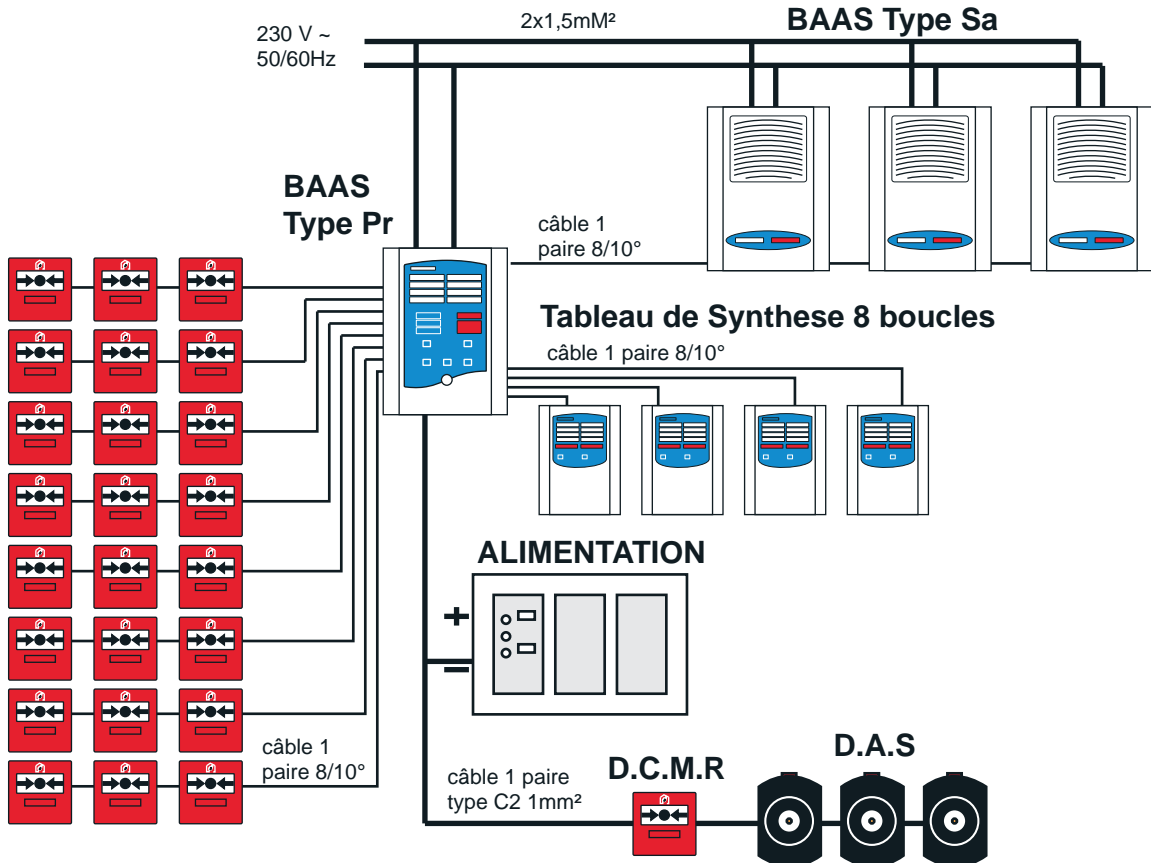 230 V ~
50/60Hz
2x1,5mM²
BAAS Type Sa
BAAS
Type Pr
câble 1
paire 8/10°
Tableau de Synthese 8 boucles
câble 1 paire 8/10°
ALIMENTATION
+
−
câble 1
paire 8/10°
câble 1 paire
type C2 1mm²
D.C.M.R
D.A.S